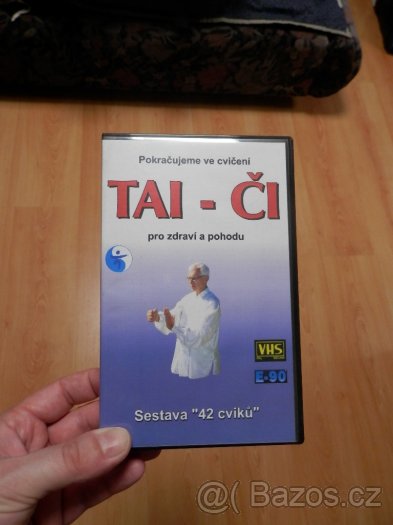 Pokračujeme ve cvičení
TAI - ČI
pro zdraví a pohodu
VHS
E-90
Sestava "42 cviků"
@( Bazos.cz